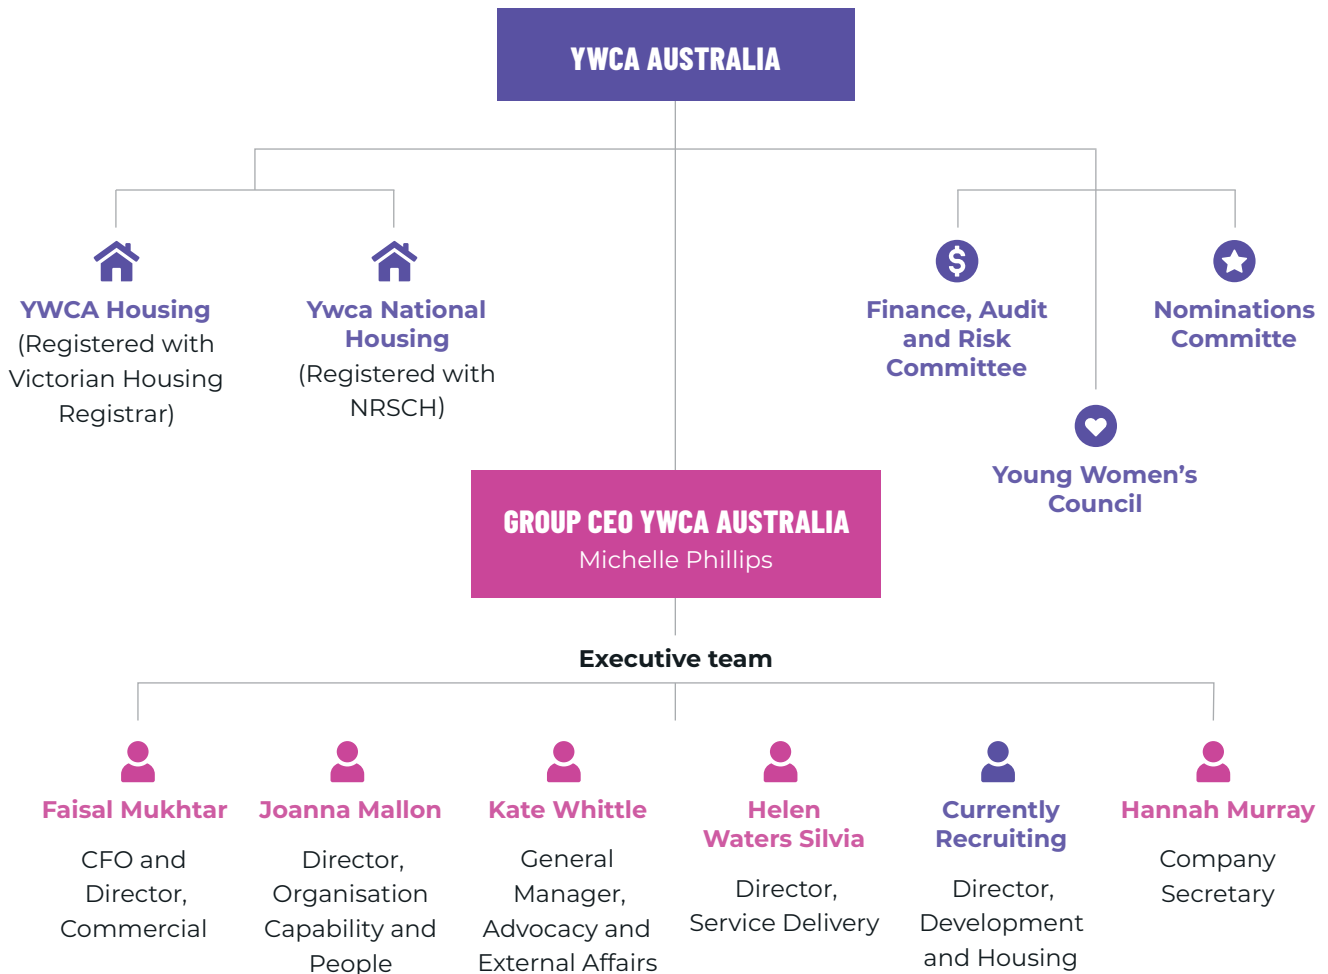 YWCA AUSTRALIA
YWCA Housing
(Registered with
Victorian Housing
Registrar)
Ywca National
Housing
(Registered with
NRSCH)
Finance, Audit
and Risk
Committee
Nominations
Committe
Young Women’s
Council
GROUP CEO YWCA AUSTRALIA
Michelle Phillips
Executive team
Faisal Mukhtar
CFO and
Director,
Commercial
Joanna Mallon
Director,
Organisation
Capability and
People
Kate Whittle
General
Manager,
Advocacy and
External Affairs
Helen
Waters Silvia
Director,
Service Delivery
Currently
Recruiting
Director,
Development
and Housing
Hannah Murray
Company
Secretary